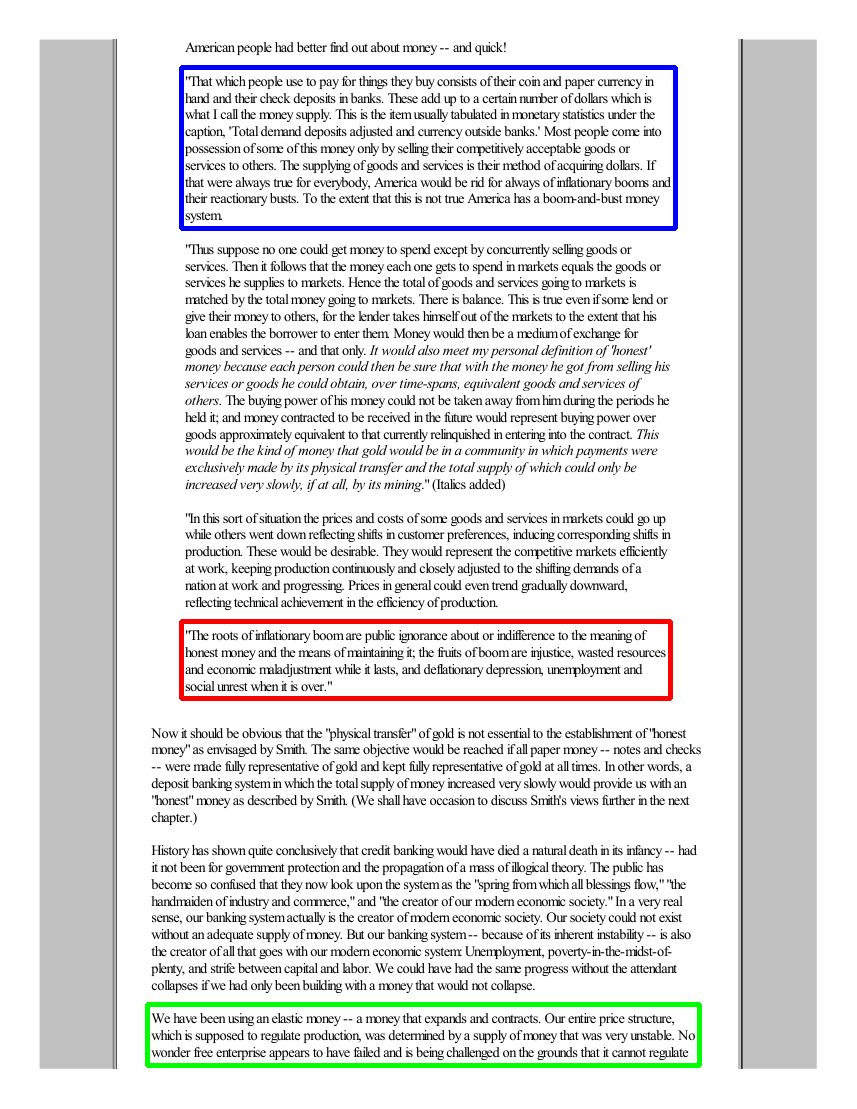 American people had better find out about money -- and quick!
"That which people use to pay for things they buy consists of their coin and paper currency in
hand and their check deposits in banks. These add up to a certain number of dollars which is
what I call the money supply. This is the item usually tabulated in monetary statistics under the
caption, 'Total demand deposits adjusted and currency outside banks.' Most people come into
possession of some of this money only by selling their competitively acceptable goods or
services to others. The supplying of goods and services is their method of acquiring dollars. If
that were always true for everybody, America would be rid for always of inflationary booms and
their reactionary busts. To the extent that this is not true America has a boom-and-bust money
system.
"Thus suppose no one could get money to spend except by concurrently selling goods or
services. Then it follows that the money each one gets to spend in markets equals the goods or
services he supplies to markets. Hence the total of goods and services going to markets is
matched by the total money going to markets. There is balance. This is true even if some lend or
give their money to others, for the lender takes himself out of the markets to the extent that his
loan enables the borrower to enter them. Money would then be a medium of exchange for
goods and services -- and that only. It would also meet my personal definition of 'honest'
money because each person could then be sure that with the money he got from selling his
services or goods he could obtain, over time-spans, equivalent goods and services of
others. The buying power of his money could not be taken away from him during the periods he
held it; and money contracted to be received in the future would represent buying power over
goods approximately equivalent to that currently relinquished in entering into the contract. This
would be the kind of money that gold would be in a community in which payments were
exclusively made by its physical transfer and the total supply of which could only be
increased very slowly, if at all, by its mining." (Italics added)
"In this sort of situation the prices and costs of some goods and services in markets could go up
while others went down reflecting shifts in customer preferences, inducing corresponding shifts in
production. These would be desirable. They would represent the competitive markets efficiently
at work, keeping production continuously and closely adjusted to the shifting demands of a
nation at work and progressing. Prices in general could even trend gradually downward,
reflecting technical achievement in the efficiency of production.
"The roots of inflationary boom are public ignorance about or indifference to the meaning of
honest money and the means of maintaining it; the fruits of boom are injustice, wasted resources
and economic maladjustment while it lasts, and deflationary depression, unemployment and
social unrest when it is over."
Now it should be obvious that the "physical transfer" of gold is not essential to the establishment of "honest
money" as envisaged by Smith. The same objective would be reached if all paper money -- notes and checks
-- were made fully representative of gold and kept fully representative of gold at all times. In other words, a
deposit banking system in which the total supply of money increased very slowly would provide us with an
"honest" money as described by Smith. (We shall have occasion to discuss Smith's views further in the next
chapter.)
History has shown quite conclusively that credit banking would have died a natural death in its infancy -- had
it not been for government protection and the propagation of a mass of illogical theory. The public has
become so confused that they now look upon the system as the "spring from which all blessings flow," "the
handmaiden of industry and commerce," and "the creator of our modern economic society." In a very real
sense, our banking system actually is the creator of modern economic society. Our society could not exist
without an adequate supply of money. But our banking system -- because of its inherent instability -- is also
the creator of all that goes with our modern economic system: Unemployment, poverty-in-the-midst-of-
plenty, and strife between capital and labor. We could have had the same progress without the attendant
collapses if we had only been building with a money that would not collapse.
We have been using an elastic money -- a money that expands and contracts. Our entire price structure,
which is supposed to regulate production, was determined by a supply of money that was very unstable. No
wonder free enterprise appears to have failed and is being challenged on the grounds that it cannot regulate